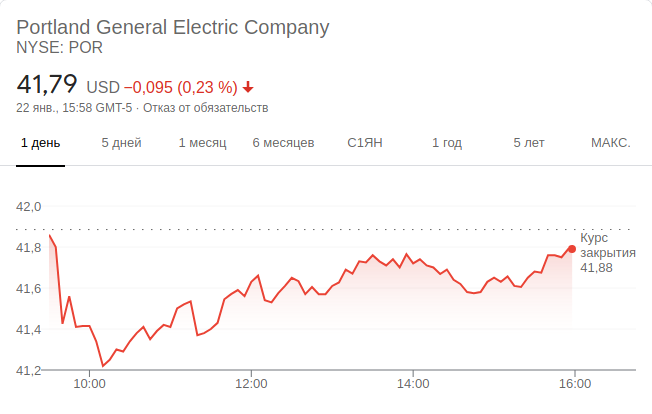 Portland General Electric Company
NYSE: POR
41,79 USD −0,095 (0,23 %)
22 янв., 15:58 GMT-5 · Отказ от обязательств
1 день 5 дней 1 месяц 6 месяцев С1ЯН 1 год 5 лет МАКС.
42,0
41,8
41,6
41,4
41,2
Курс
закрытия
41,88
10:00 12:00 14:00 16:00